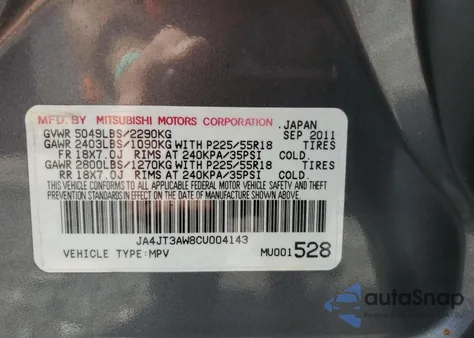 MFD. BY MITSUBISHI MOTORS CORPORATION, JAPAN
GVWR 5049LBS/2290KG SEP 2011
GAWR 2403LBS/1090KG WITH P225/55R18 TIRES
FR 18X7.0J RIMS AT 240KPA/35PSI COLD.
GAWR 2800LBS/1270KG WITH P225/55R18 TIRES
RR 18X7.0J RIMS AT 240KPA/35PSI COLD.
THIS VEHICLE CONFORMS TO ALL APPLICABLE FEDERAL MOTOR VEHICLE SAFETY
STANDARDS IN EFFECT ON THE DATE OF MANUFACTURE SHOWN ABOVE.
JA4JT3AW8CU004143
VEHICLE TYPE:MPV MU001528
autoSnap